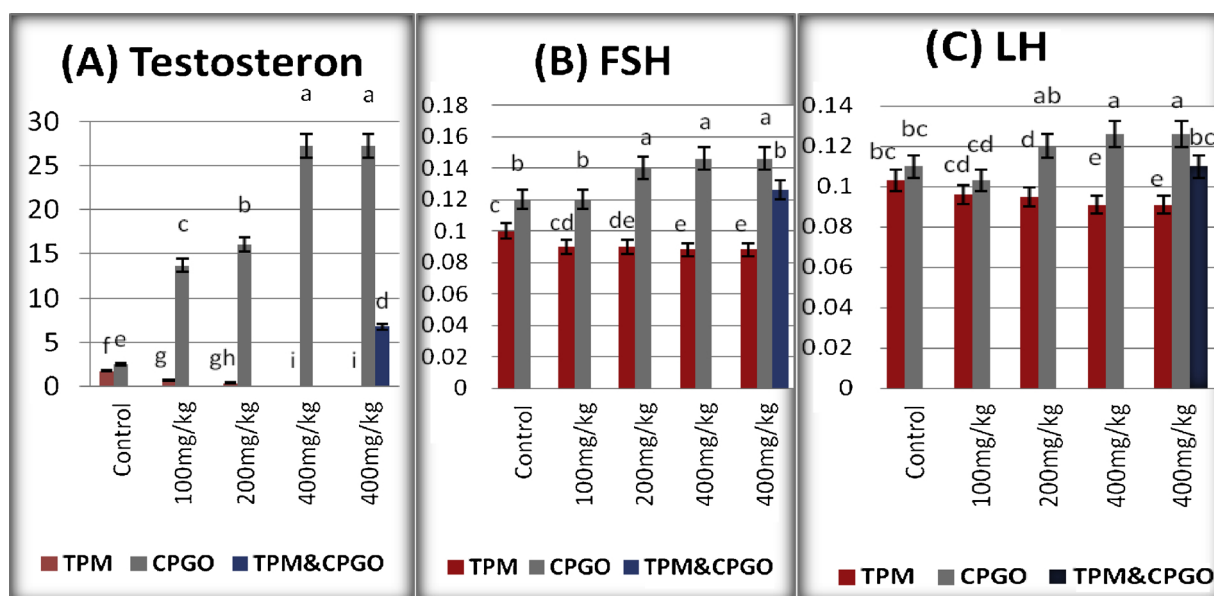 (A) Testosteron
30
25
20
15
10
5
0
f e g c gh b i a i a d
Control
100mg/kg
200mg/kg
400mg/kg
400mg/kg
TPM CPGO TPM&CPGO
(B) FSH
0.18
0.16
0.14
0.12
0.1
0.08
0.06
0.04
0.02
0
c b cd b de a e a e a b
Control
100mg/kg
200mg/kg
400mg/kg
400mg/kg
TPM CPGO TPM&CPGO
(C) LH
0.14
0.12
0.1
0.08
0.06
0.04
0.02
0
bc bc cd cd d ab e a e a bc
Control
100mg/kg
200mg/kg
400mg/kg
400mg/kg
TPM CPGO TPM&CPGO